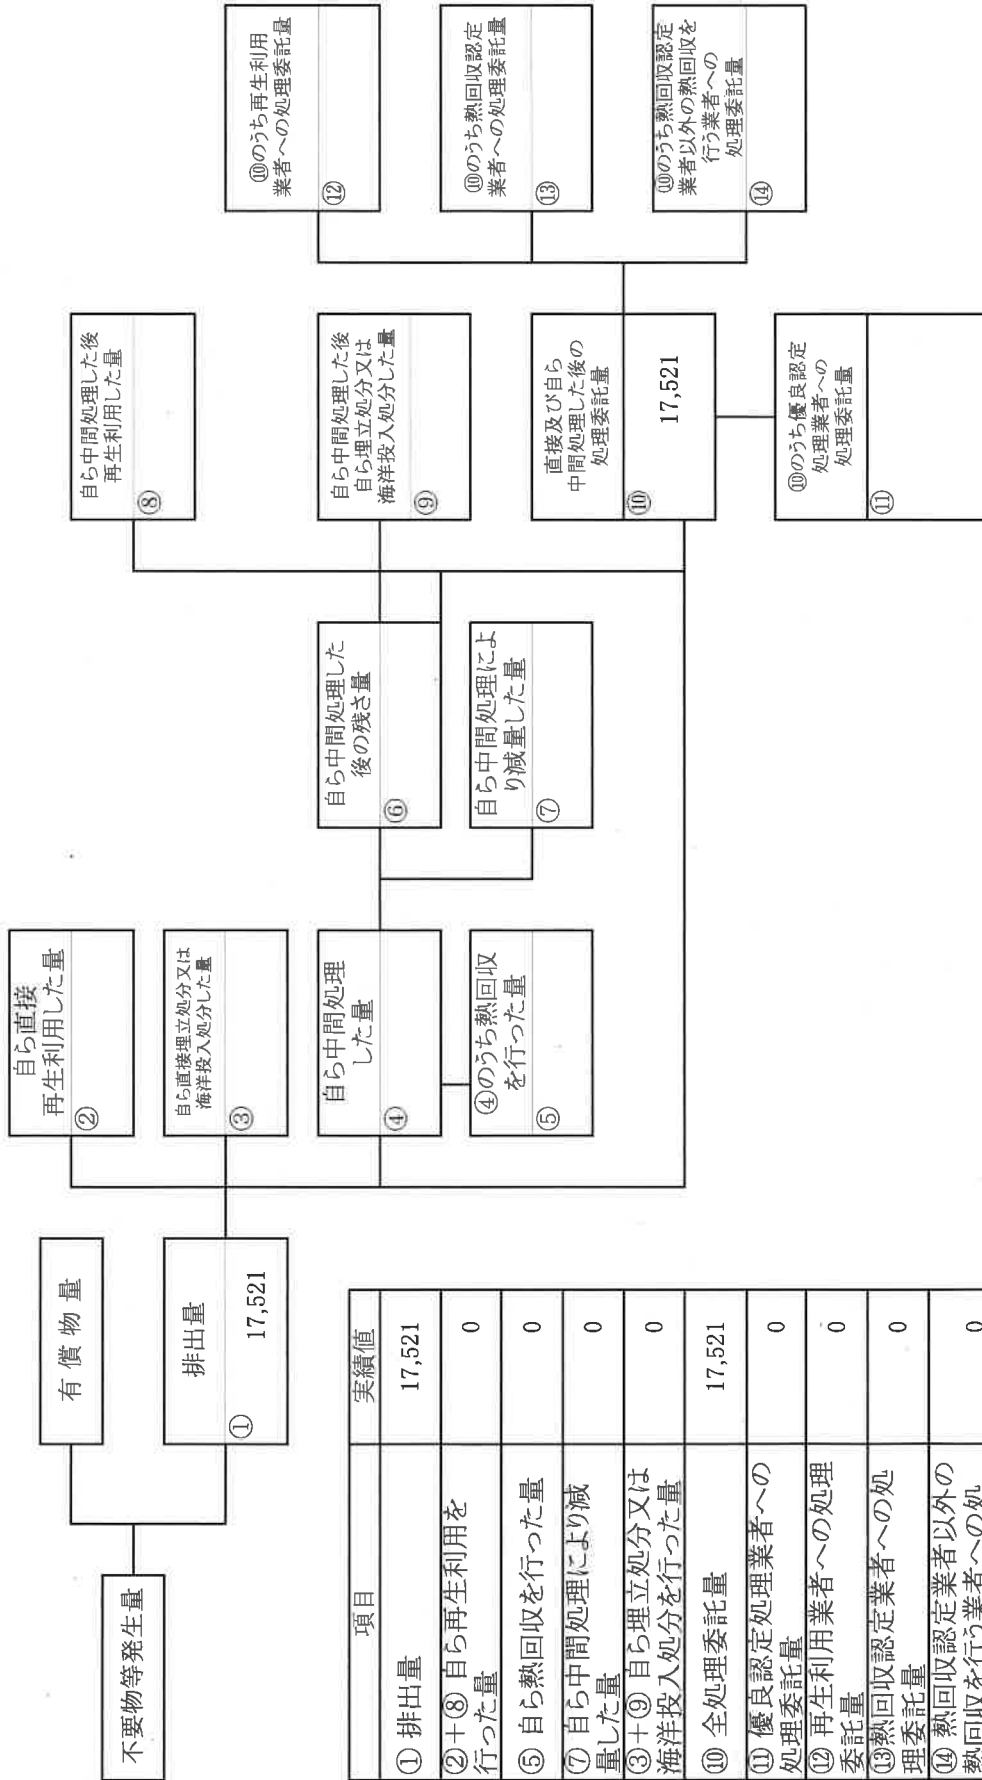 不要物等発生量
有償物量
排出量
① 17,521
自ら直接
再生利用した量
②
自ら直接埋立処分又は
海洋投入処分した量
③
自ら中間処理
した量
④
④のうち熱回収
を行った量
⑤
自ら中間処理した
後の残さ量
⑥
自ら中間処理によ
り減量した量
⑦
自ら中間処理した後
再生利用した量
⑧
自ら中間処理した後
自ら埋立処分又は
海洋投入処分した量
⑨
直接及び自ら
中間処理した後の
処理委託量
⑩ 17,521
⑩のうち優良認定
処理業者への
処理委託量
⑪
⑩のうち再生利用
業者への処理委託量
⑫
⑩のうち熱回収認定
業者への処理委託量
⑬
⑩のうち熱回収認定
業者以外の熱回収を
行う業者への
処理委託量
⑭
項目 実績値
① 排出量 17,521
②+⑧ 自ら再生利用を
行った量 0
⑤ 自ら熱回収を行った量 0
⑦ 自ら中間処理により減
量した量 0
③+⑨ 自ら埋立処分又は
海洋投入処分を行った量 0
⑩ 全処理委託量 17,521
⑪ 優良認定処理業者への
処理委託量 0
⑫ 再生利用業者への処理
委託量 0
⑬熱回収認定業者への処
理委託量 0
⑭ 熱回収認定業者以外の
熱回収を行う業者への処 0